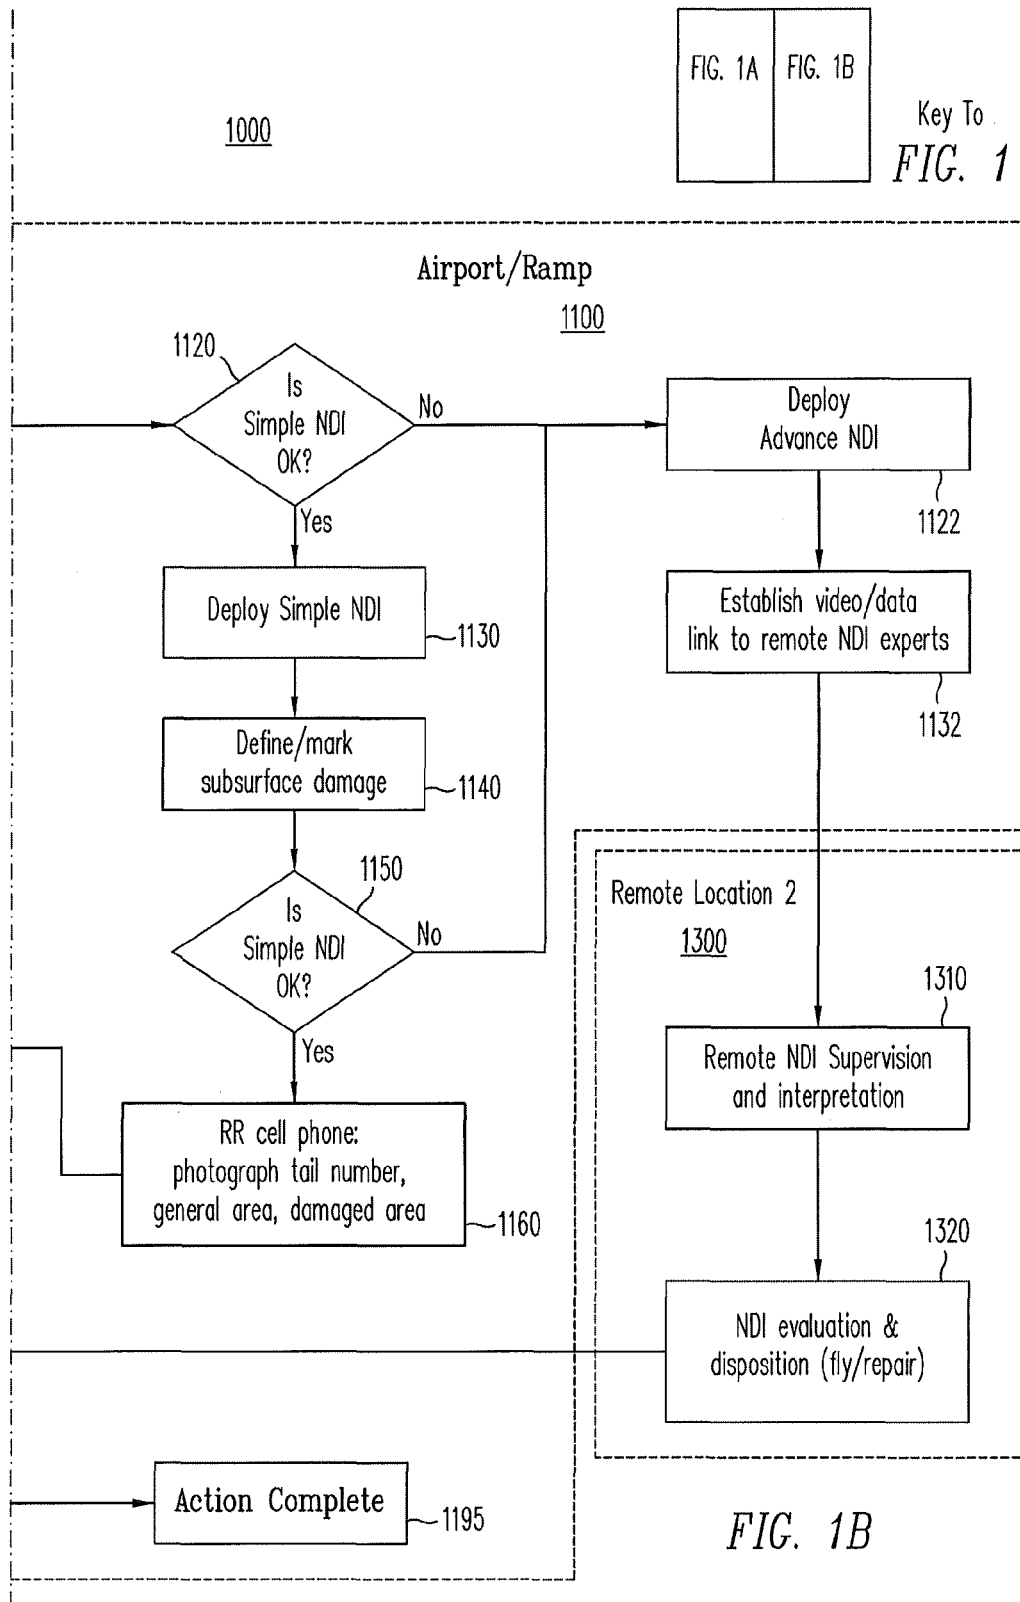 FIG. 1A
FIG. 1B
Key To
FIG. 1
1000
Airport/Ramp
1100
1120
Is
Simple NDI
OK?
No
Yes
Deploy
Advance NDI
1122
Deploy Simple NDI
1130
Establish video/data
link to remote NDI experts
1132
Define/mark
subsurface damage
1140
1150
Is
Simple NDI
OK?
No
Yes
Remote Location 2
1300
1310
Remote NDI Supervision
and interpretation
RR cell phone:
photograph tail number,
general area, damaged area
1160
1320
NDI evaluation &
disposition (fly/repair)
Action Complete
1195
FIG. 1B